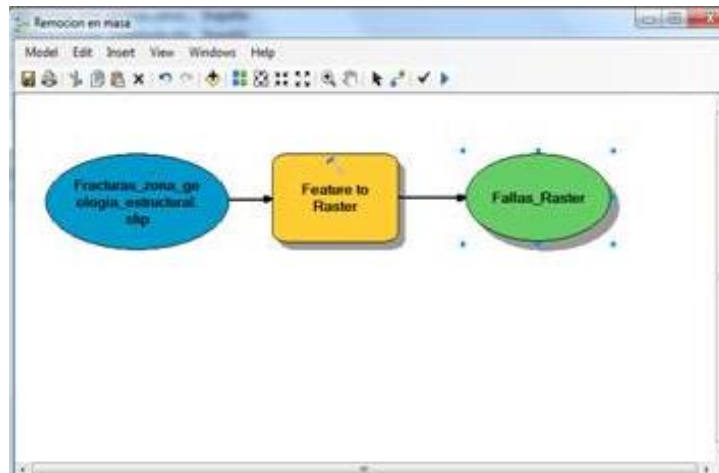 Remocion en masa
Model Edit Insert View Windows Help
Fracturas_zona_ge
ologia_estructural.
shp
Feature to
Raster
Fallas_Raster